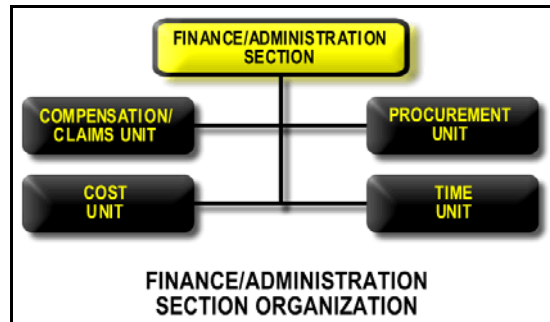 FINANCE/ADMINISTRATION
SECTION
COMPENSATION/
CLAIMS UNIT
PROCUREMENT
UNIT
COST
UNIT
TIME
UNIT
FINANCE/ADMINISTRATION
SECTION ORGANIZATION